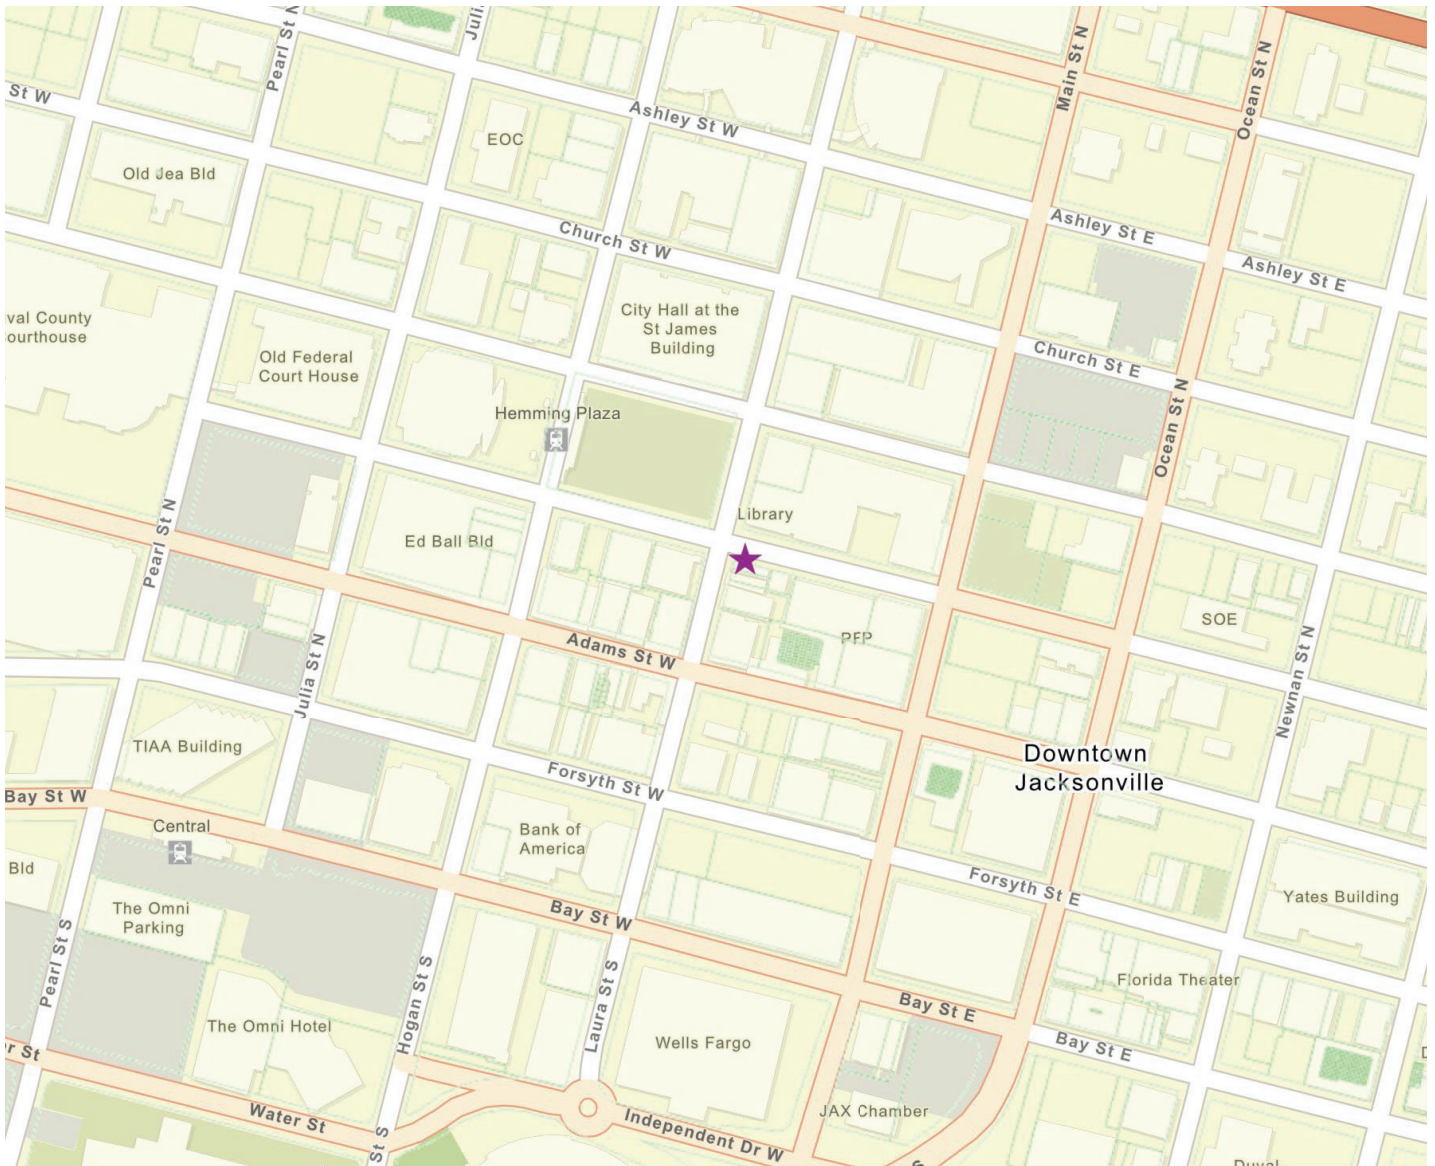 Pearl St N
Juli
Main St N
Ocean St N
St W
Ashley St W
EOC
Old Jea Bld
Church St W
Ashley St E
Ashley St E
val County
ourthouse
City Hall at the
St James
Building
Old Federal
Court House
Church St E
Hemming Plaza
Ocean St N
Library
Pearl St N
Ed Ball Bld
SOE
Adams St W
PFP
Julia St N
Newnan St N
TIAA Building
Downtown
Jacksonville
Forsyth St W
Bay St W
Central
Bank of
America
Bld
Forsyth St E
Yates Building
The Omni
Parking
Bay St W
Pearl St S
Florida Theater
Hogan St S
Laura St S
Bay St E
The Omni Hotel
Wells Fargo
Bay St E
r St
D
Water St
JAX Chamber
Independent Dr W
St S
S
Duval